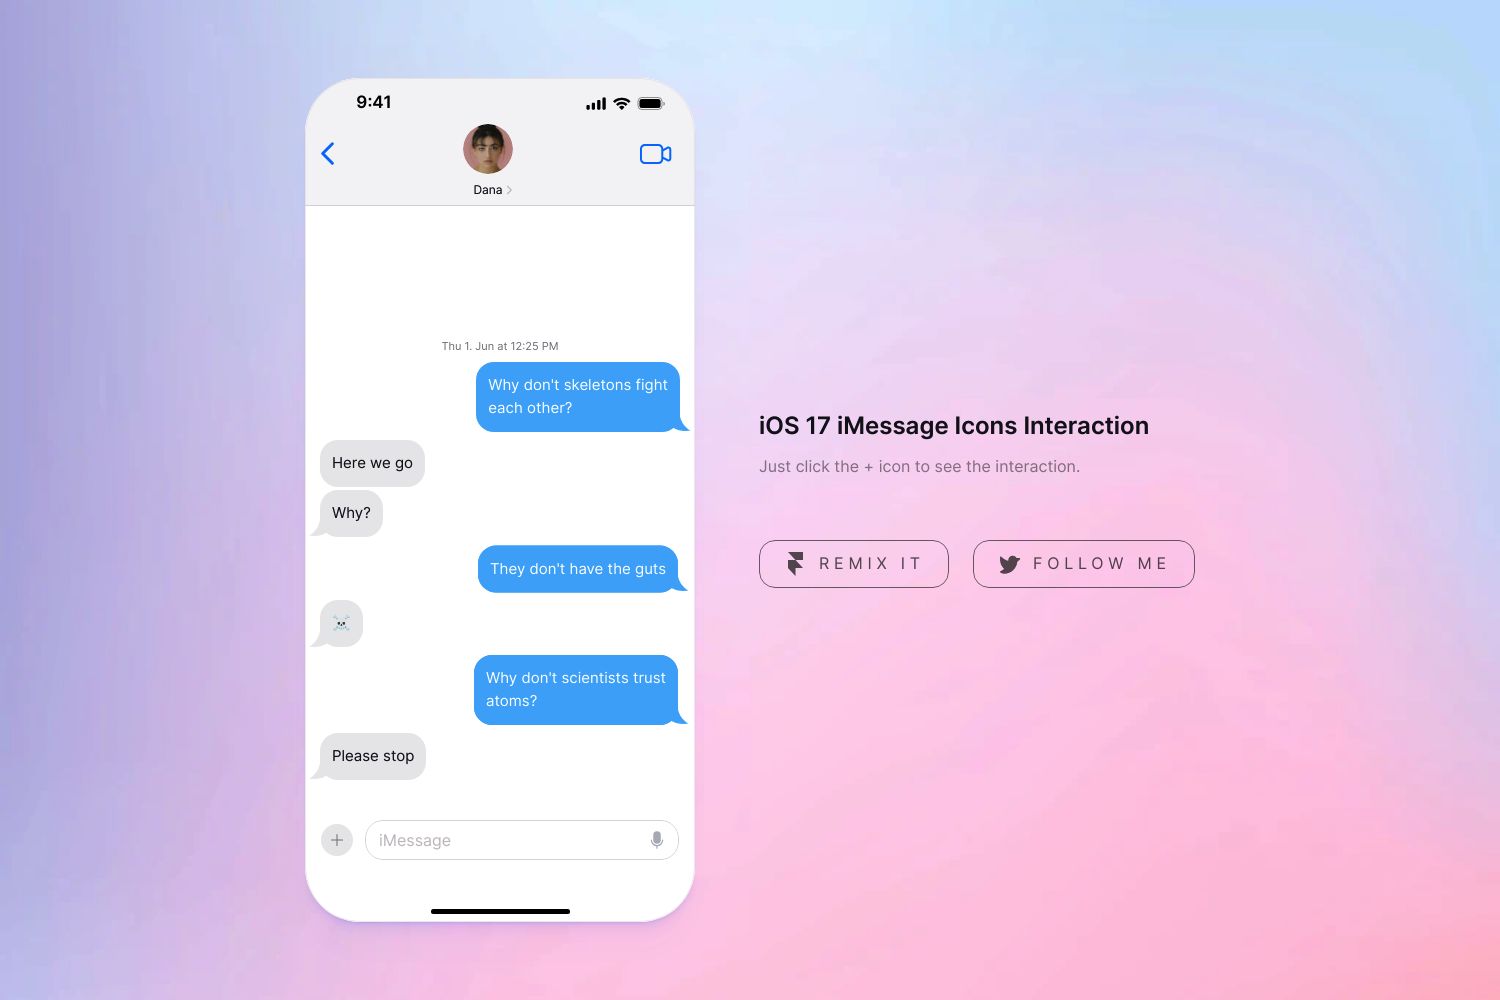 9:41
Dana
Thu 1. Jun at 12:25 PM
Why don't skeletons fight
each other?
Here we go
Why?
They don't have the guts
☠️
Why don't scientists trust
atoms?
Please stop
iMessage
iOS 17 iMessage Icons Interaction
Just click the + icon to see the interaction.
REMIX IT
FOLLOW ME